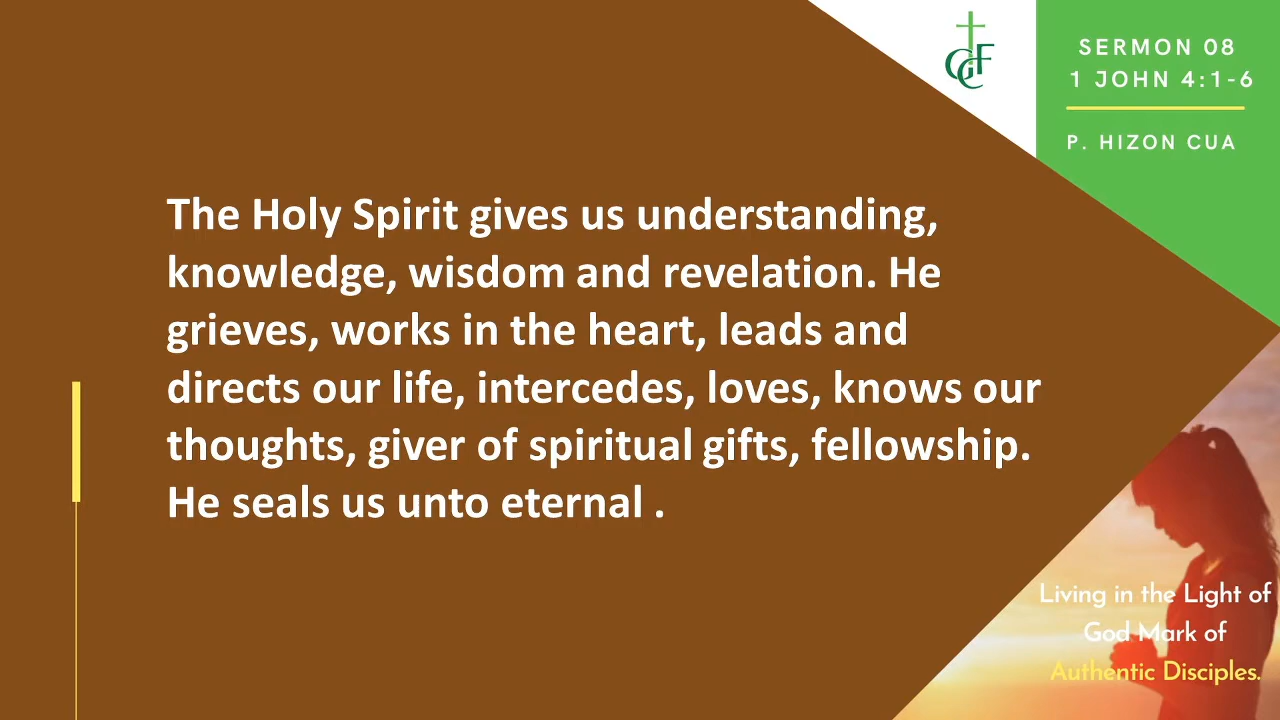 GCF
SERMON 08
1 JOHN 4:1-6
P. HIZON CUA
The Holy Spirit gives us understanding,
knowledge, wisdom and revelation. He
grieves, works in the heart, leads and
directs our life, intercedes, loves, knows our
thoughts, giver of spiritual gifts, fellowship.
He seals us unto eternal .
Living in the Light of
God Mark of
Authentic Disciples.